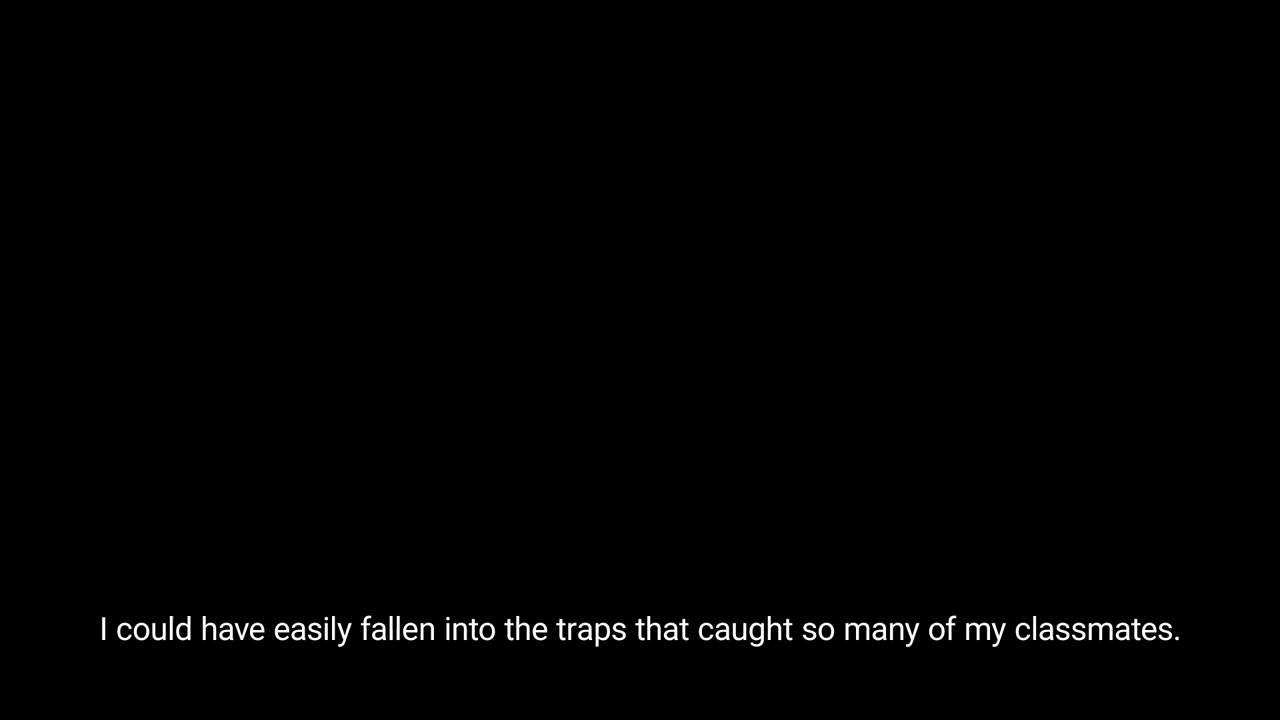 I could have easily fallen into the traps that caught so many of my classmates.